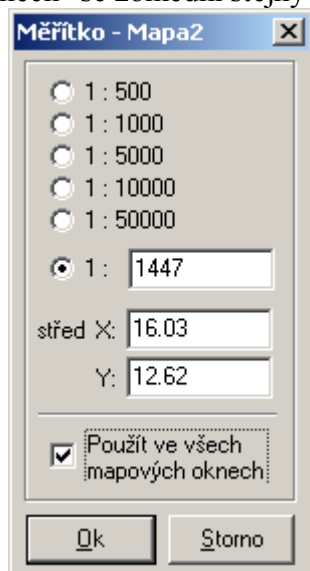 Měřítko - Mapa2
1 : 500
1 : 1000
1 : 5000
1 : 10000
1 : 50000
1 : 1447
střed X: 16.03
Y: 12.62
Použít ve všech
mapových oknech
Ok Storno